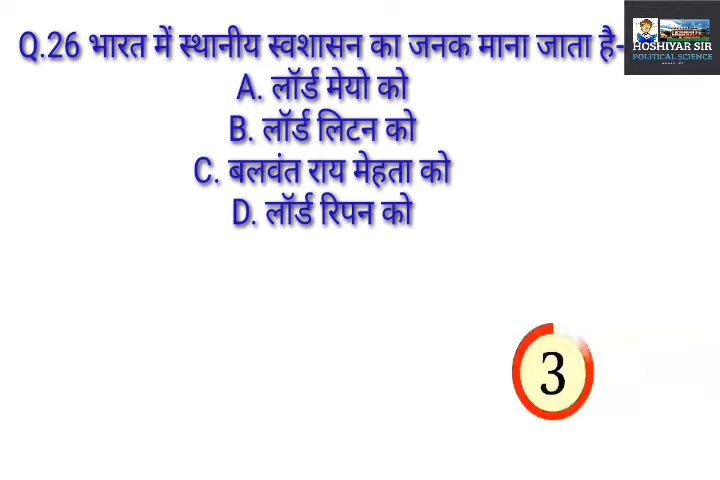 Q.26 भारत में स्थानीय स्वशासन का जनक माना जाता है-
HOSHIYAR SIR
POLITICAL SCIENCE
A. लॉर्ड मेयो को
B. लॉर्ड लिटन को
C. बलवंत राय मेहता को
D. लॉर्ड रिपन को
3